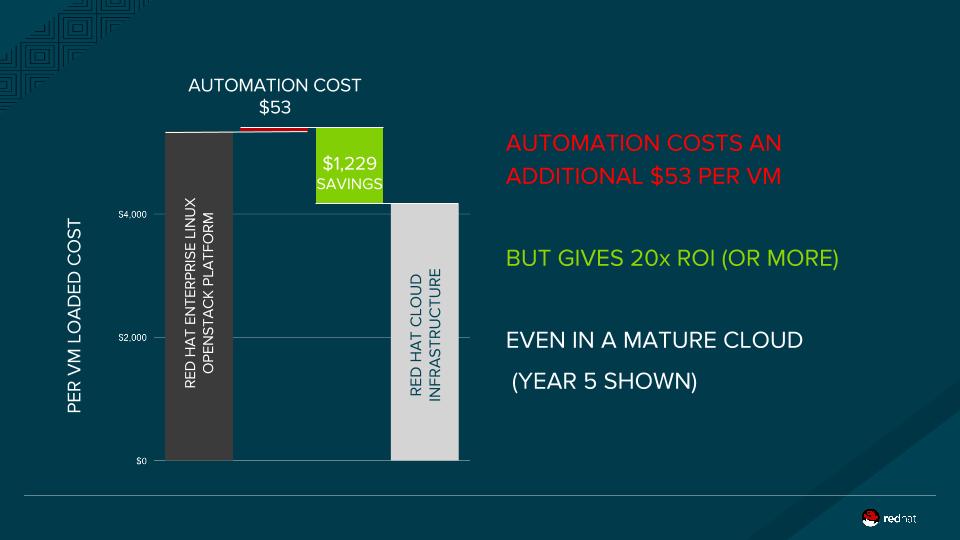 AUTOMATION COST
$53
$1,229
SAVINGS
AUTOMATION COSTS AN
ADDITIONAL $53 PER VM
BUT GIVES 20x ROI (OR MORE)
EVEN IN A MATURE CLOUD
(YEAR 5 SHOWN)
PER VM LOADED COST
$4,000
$2,000
$0
RED HAT ENTERPRISE LINUX
OPENSTACK PLATFORM
RED HAT CLOUD
INFRASTRUCTURE
redhat